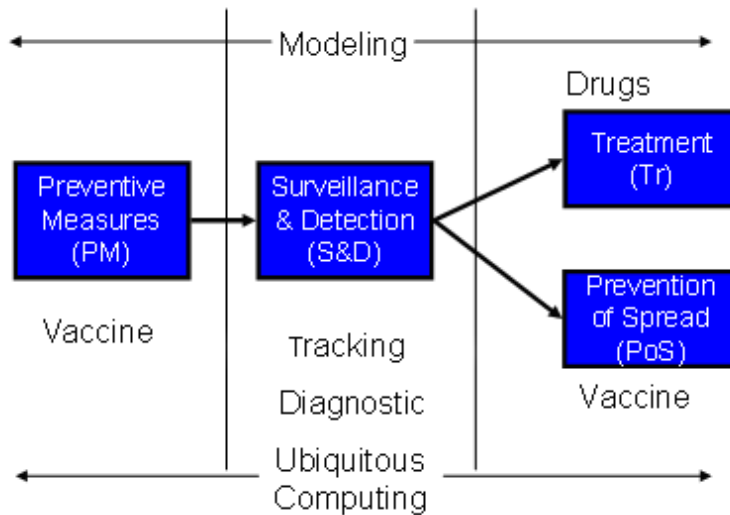 Modeling
Preventive
Measures
(PM)
Vaccine
Surveillance
& Detection
(S&D)
Tracking
Diagnostic
Drugs
Treatment
(Tr)
Prevention
of Spread
(PoS)
Vaccine
Ubiquitous
Computing